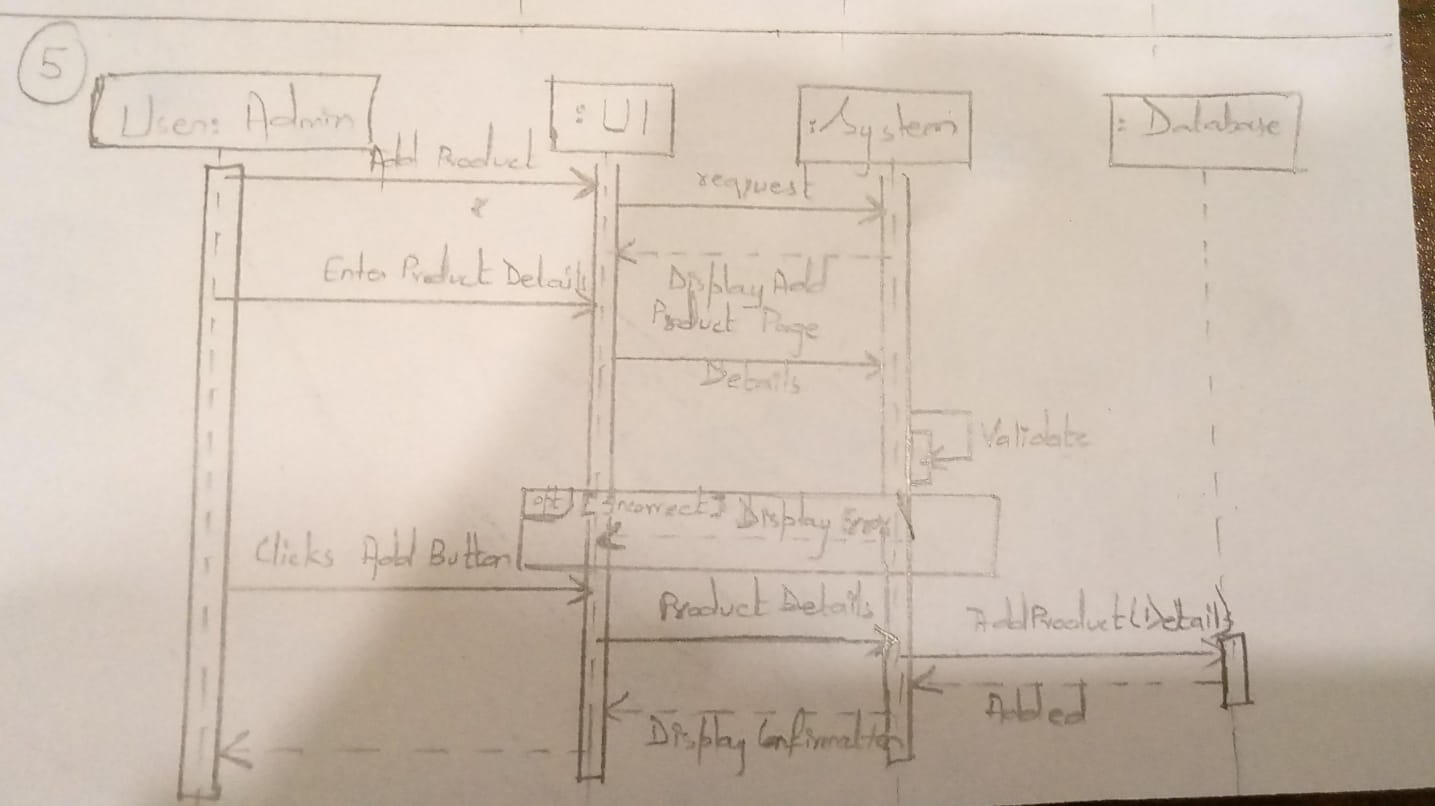 5
User: Admin
: UI
: System
: Database
Add Product
request
Display Add
Product Page
Enter Product Details
Details
Validate
opt [Incorrect] Display Error
Clicks Add Button
Product Details
AddProduct(Details)
Added
Display Confirmation